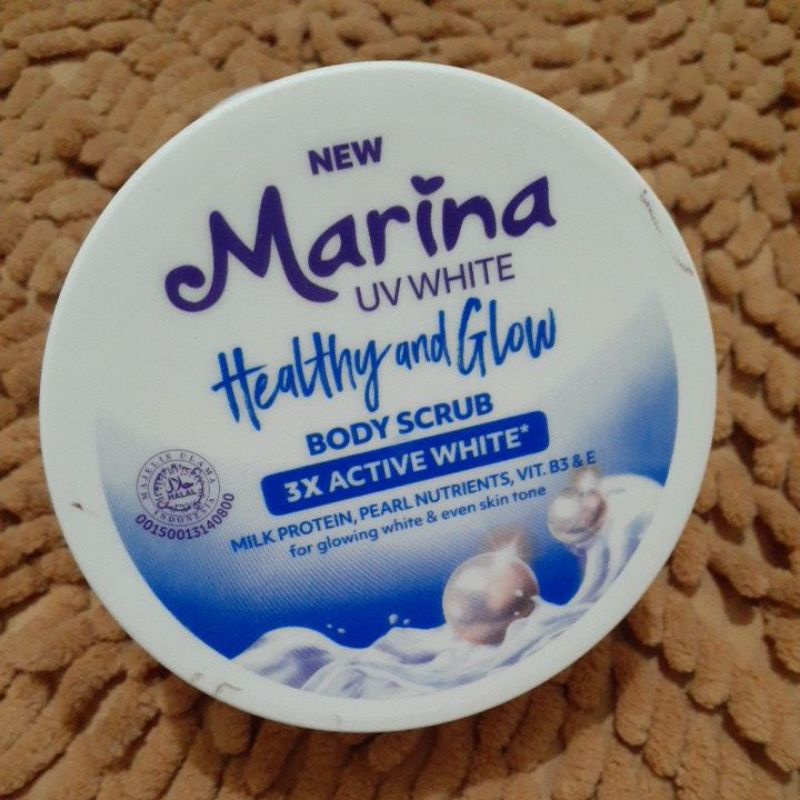 NEW
Marina
UV WHITE
Healthy and Glow
BODY SCRUB
3X ACTIVE WHITE*
MILK PROTEIN, PEARL NUTRIENTS, VIT. B3 & E
for glowing white & even skin tone
MAJELIS ULAMA
حلال
HALAL
INDONESIA
00150013140800